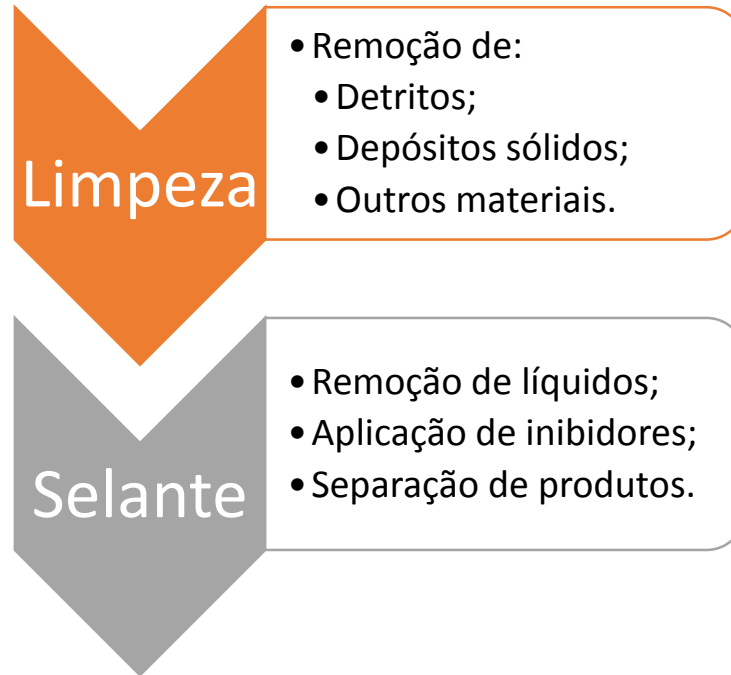 Limpeza
•Remoção de:
•Detritos;
•Depósitos sólidos;
•Outros materiais.
Selante
•Remoção de líquidos;
•Aplicação de inibidores;
•Separação de produtos.